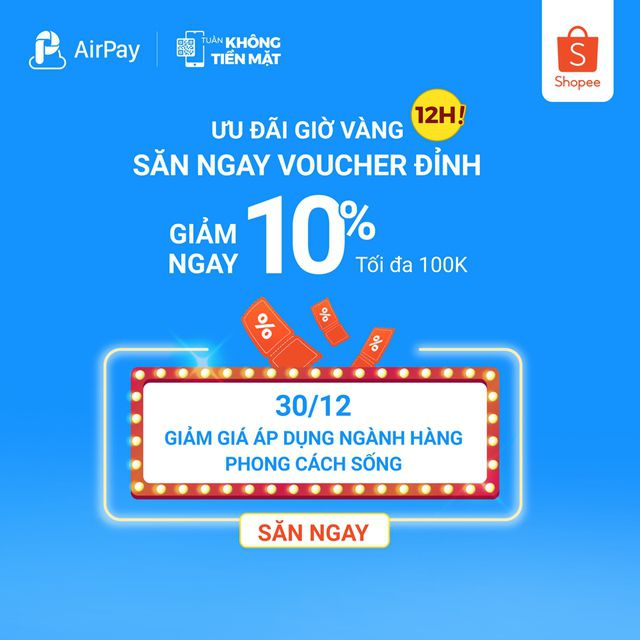 AirPay
TUẦN KHÔNG
TIỀN MẶT
S
Shopee
12H!
ƯU ĐÃI GIỜ VÀNG
SĂN NGAY VOUCHER ĐỈNH
GIẢM
NGAY
10%
Tối đa 100K
%
%
%
30/12
GIẢM GIÁ ÁP DỤNG NGÀNH HÀNG
PHONG CÁCH SỐNG
SĂN NGAY